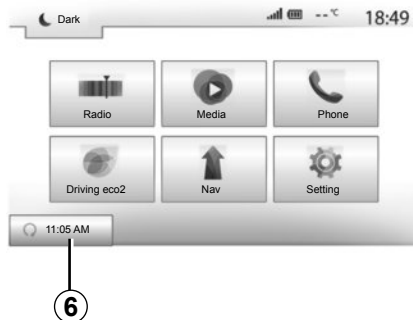 Dark
--°C
18:49
Radio
Media
Phone
Driving eco2
Nav
Setting
11:05 AM
6